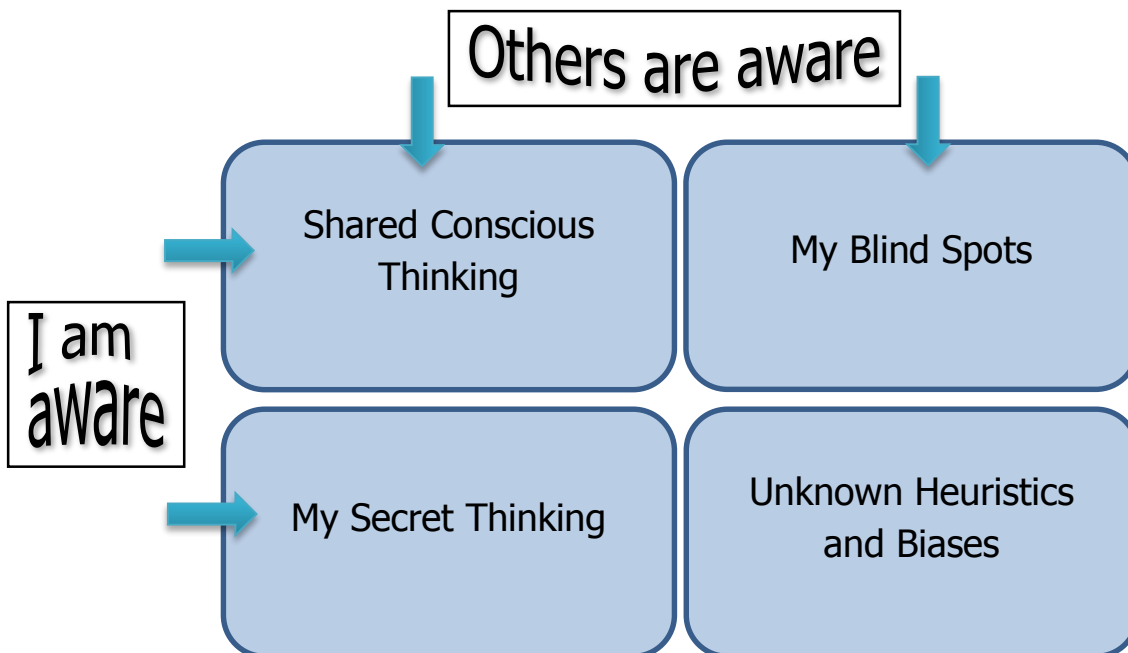 Others are aware
Shared Conscious
Thinking
My Blind Spots
I am
aware
My Secret Thinking
Unknown Heuristics
and Biases